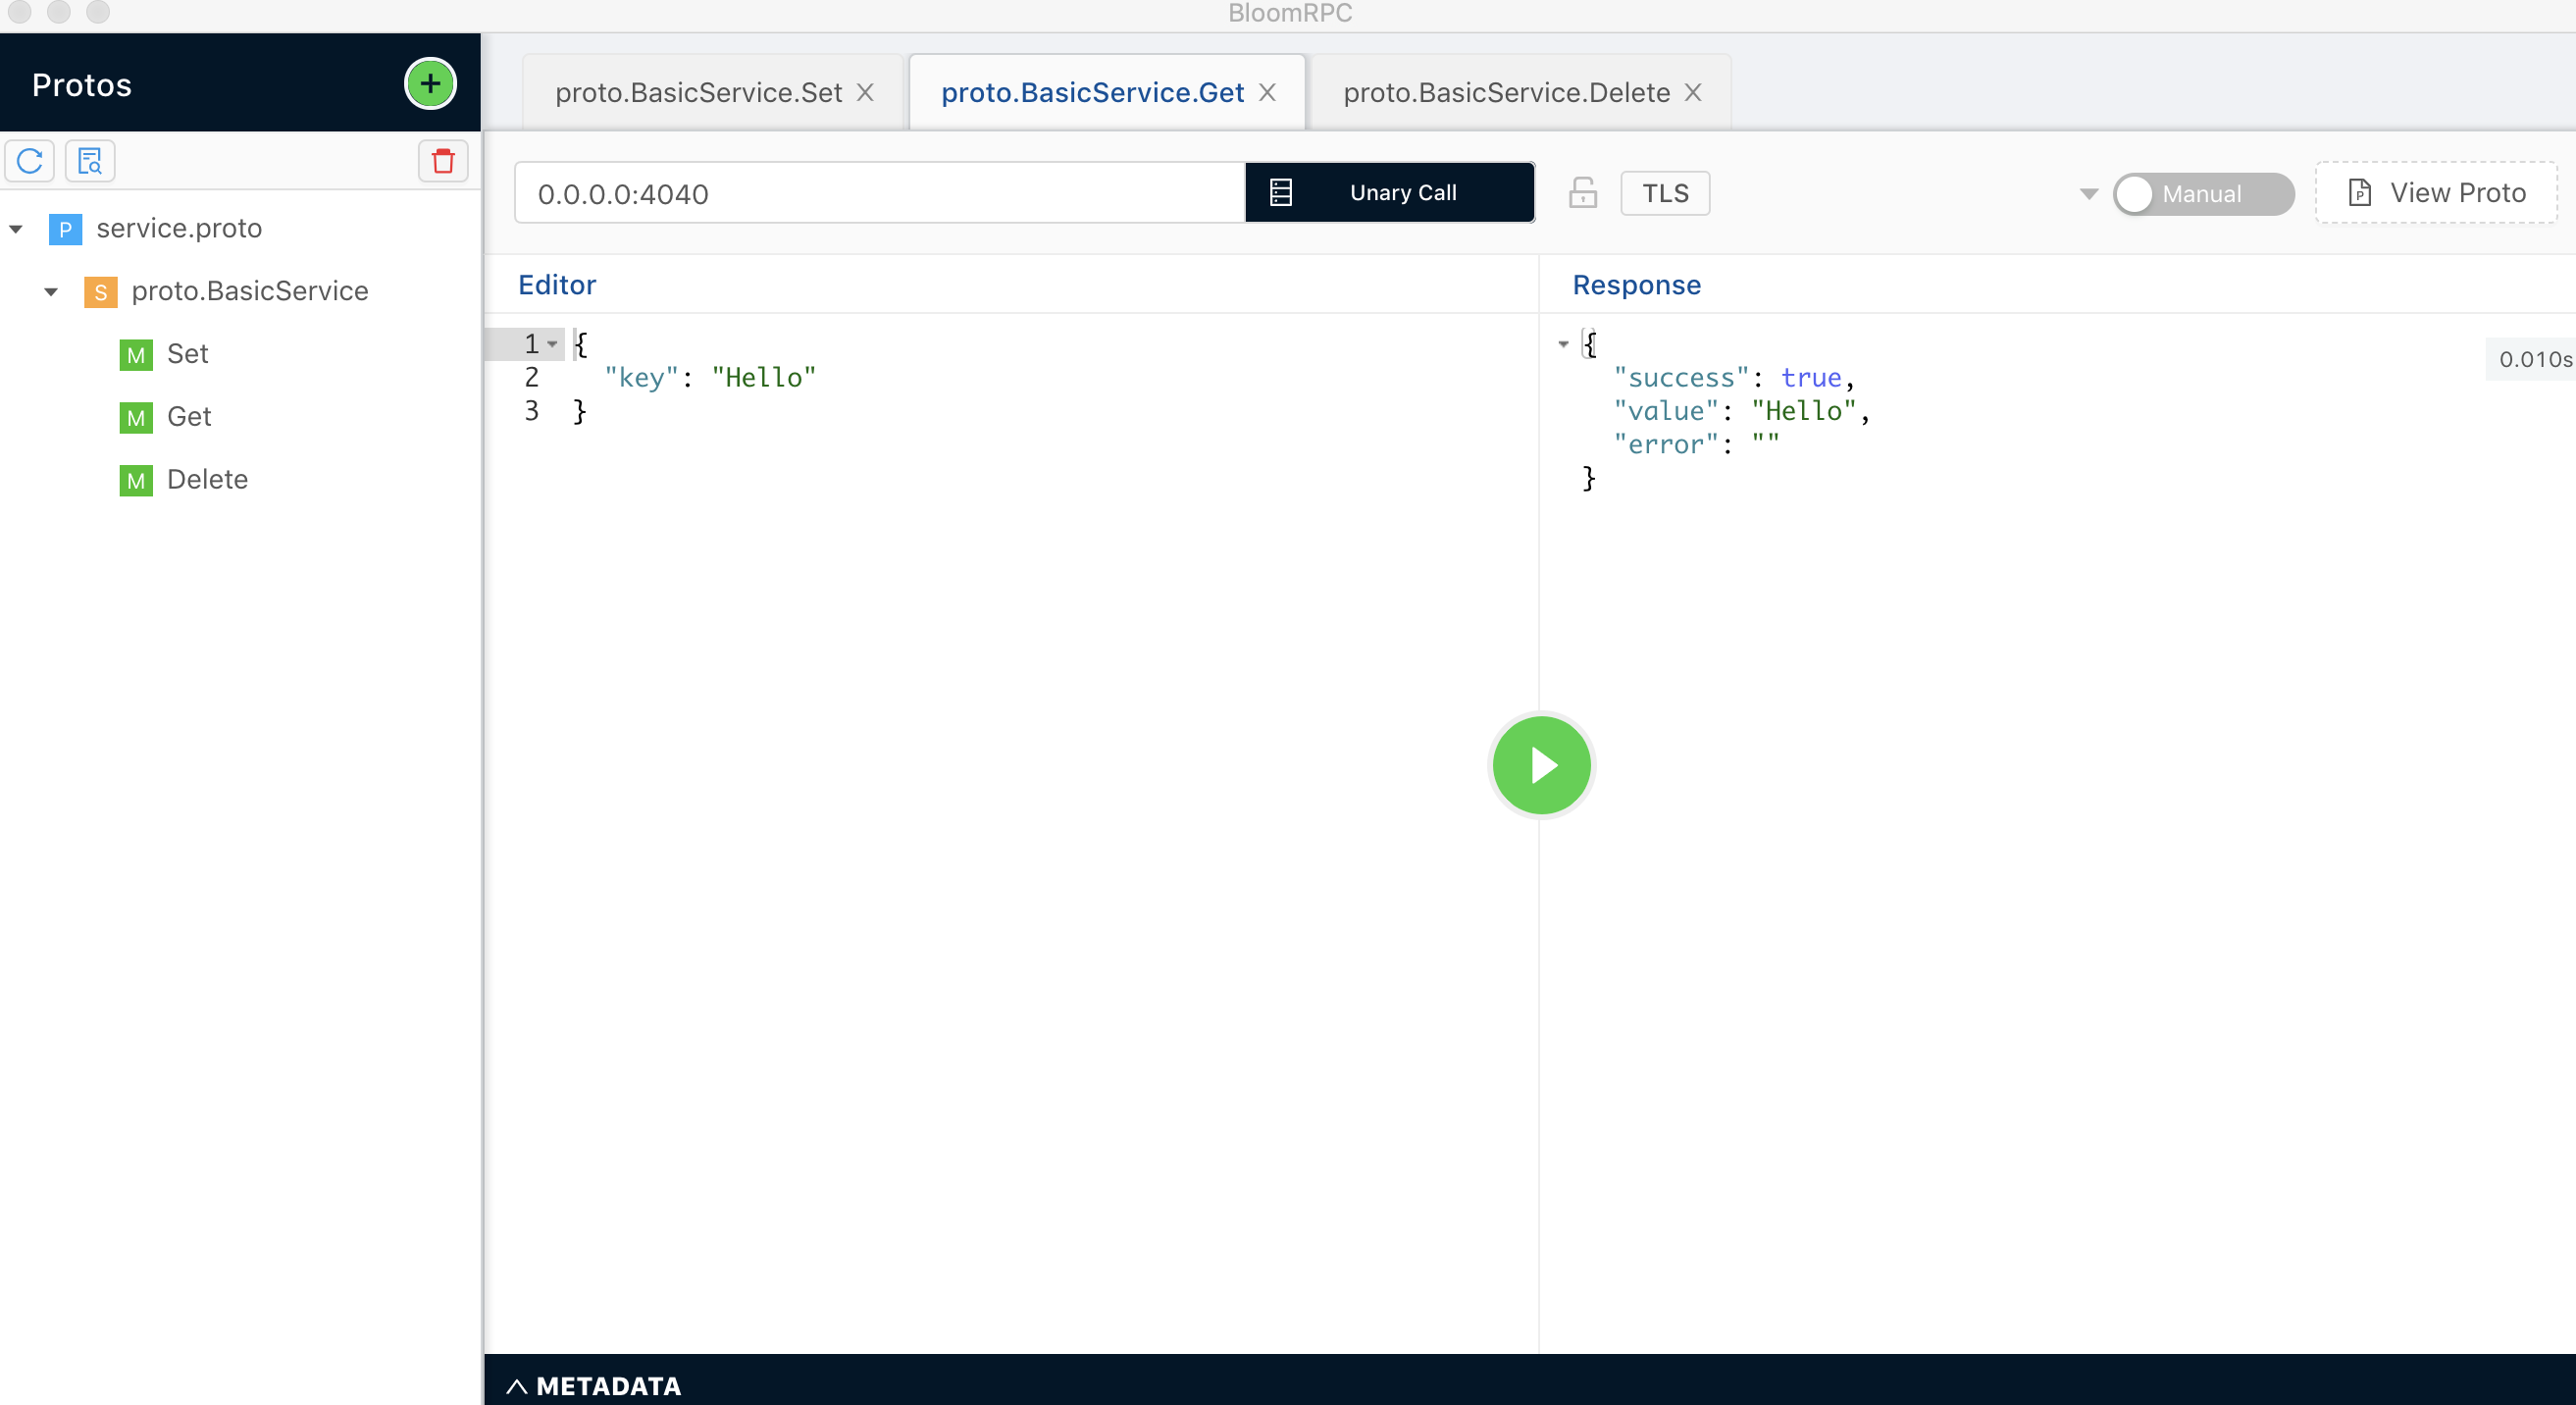 BloomRPC
Protos
proto.BasicService.Set X
proto.BasicService.Get X
proto.BasicService.Delete X
0.0.0.0:4040
Unary Call
TLS
Manual
View Proto
P service.proto
S proto.BasicService
M Set
M Get
M Delete
Editor
1 {
2 "key": "Hello"
3 }
Response
{
"success": true,
"value": "Hello",
"error": ""
}
0.010s
METADATA